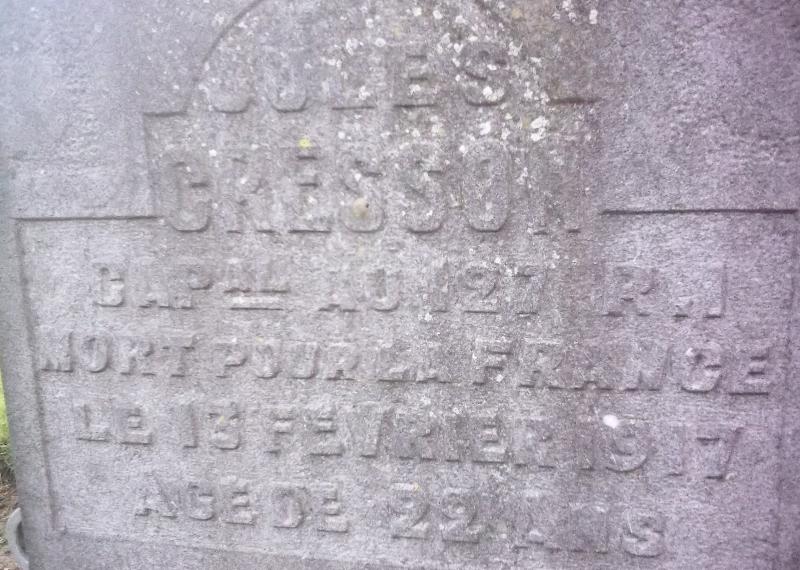 JULES
CRESSON
CAPAL AU 127 R.I
MORT POUR LA FRANCE
LE 13 FEVRIER 1917
AGE DE 22 ANS